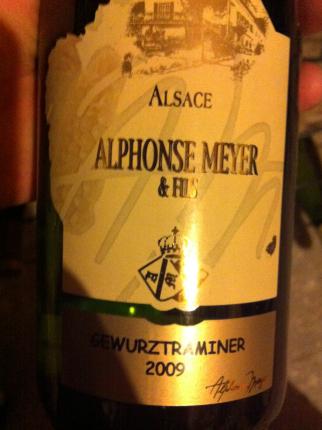 ALSACE
ALPHONSE MEYER
& FILS
GEWURZTRAMINER
2009